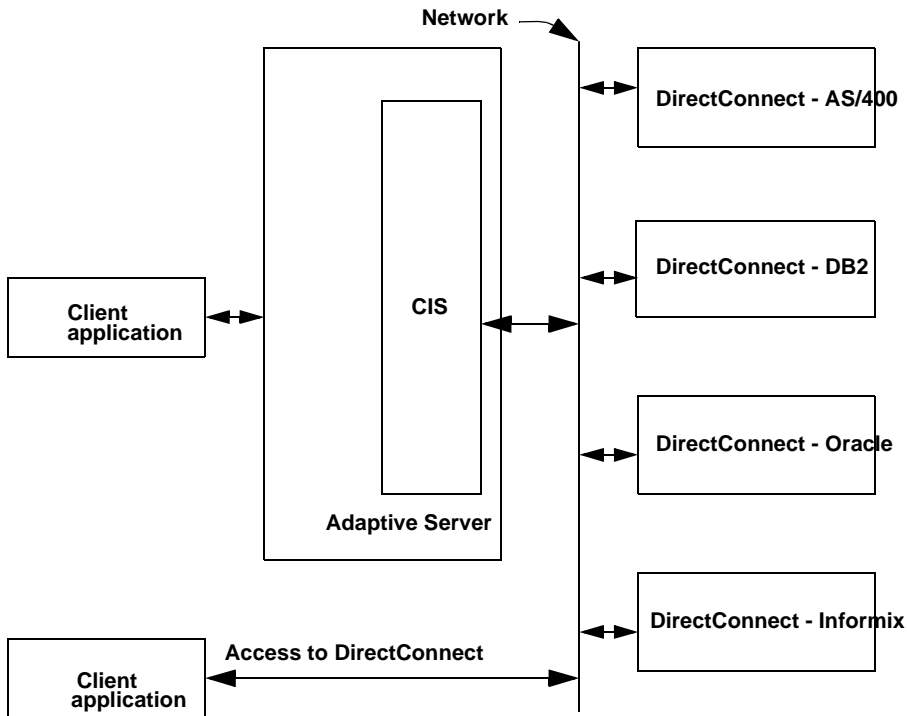 Network
DirectConnect - AS/400
DirectConnect - DB2
Client
application
CIS
DirectConnect - Oracle
Adaptive Server
DirectConnect - Informix
Access to DirectConnect
Client
application